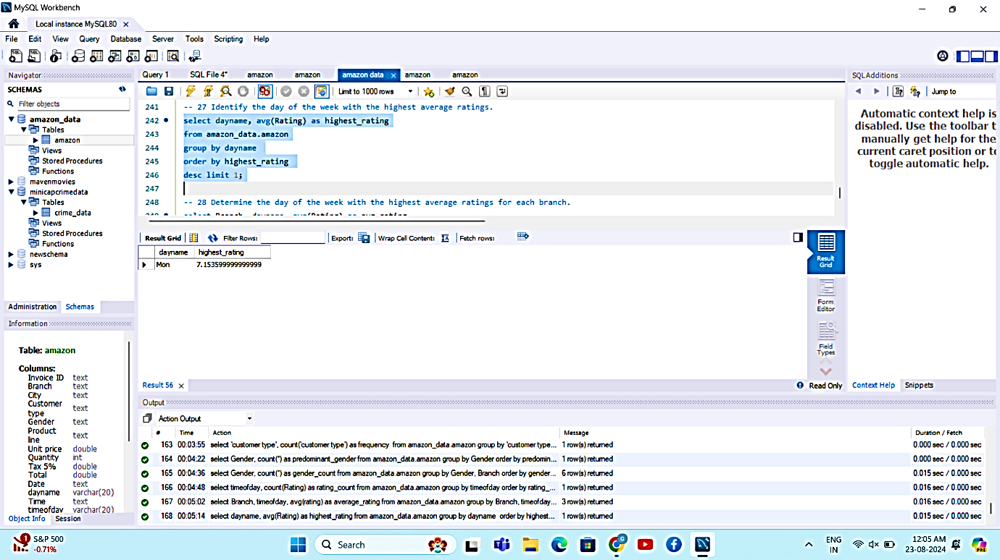 MySQL Workbench
Local instance MySQL80
File Edit View Query Database Server Tools Scripting Help
Navigator
SCHEMAS
Filter objects
amazon_data
Tables
amazon
Views
Stored Procedures
Functions
mavenmovies
minicapcrimedata
Tables
crime_data
Views
Stored Procedures
Functions
newschema
sys
Administration Schemas
Information
Table: amazon
Columns:
Invoice ID text
Branch text
City text
Customer type text
Gender text
Product line text
Unit price double
Quantity int
Tax 5% double
Total double
Date text
dayname varchar(20)
Time text
timeofday varchar(20)
Object Info Session
Query 1 SQL File 4* amazon amazon amazon data amazon amazon
Limit to 1000 rows
241 -- 27 Identify the day of the week with the highest average ratings.
242 select dayname, avg(Rating) as highest_rating
243 from amazon_data.amazon
244 group by dayname
245 order by highest_rating
246 desc limit 1;
247
248 -- 28 Determine the day of the week with the highest average ratings for each branch.
249 select Branch, dayname, avg(Rating) as avg_rating
Result Grid Filter Rows: Export: Wrap Cell Content: Fetch rows:
dayname highest_rating
Mon 7.153599999999999
Result Grid
Form Editor
Field Types
Result 56
Read Only
SQLAdditions
Jump to
Automatic context help is
disabled. Use the toolbar t
manually get help for the
current caret position or to
toggle automatic help.
Context Help Snippets
Output
Action Output
# Time Action Message Duration / Fetch
163 00:03:55 select 'customer type', count('customer type') as frequency from amazon_data.amazon group by 'customer type... 1 row(s) returned 0.000 sec / 0.000 sec
164 00:04:22 select Gender, count(*) as predominant_gender from amazon_data.amazon group by Gender order by predomin... 1 row(s) returned 0.000 sec / 0.000 sec
165 00:04:36 select Gender, count(*) as gender_count from amazon_data.amazon group by Gender, Branch order by gender... 6 row(s) returned 0.015 sec / 0.000 sec
166 00:04:48 select timeofday, count(Rating) as rating_count from amazon_data.amazon group by timeofday order by rating_... 1 row(s) returned 0.016 sec / 0.000 sec
167 00:05:02 select Branch, timeofday, avg(rating) as average_rating from amazon_data.amazon group by Branch, timeofday... 3 row(s) returned 0.016 sec / 0.000 sec
168 00:05:14 select dayname, avg(Rating) as highest_rating from amazon_data.amazon group by dayname order by highest... 1 row(s) returned 0.015 sec / 0.000 sec
1
S&P 500
-0.71%
Search
ENG
IN
12:05 AM
23-08-2024
PRE